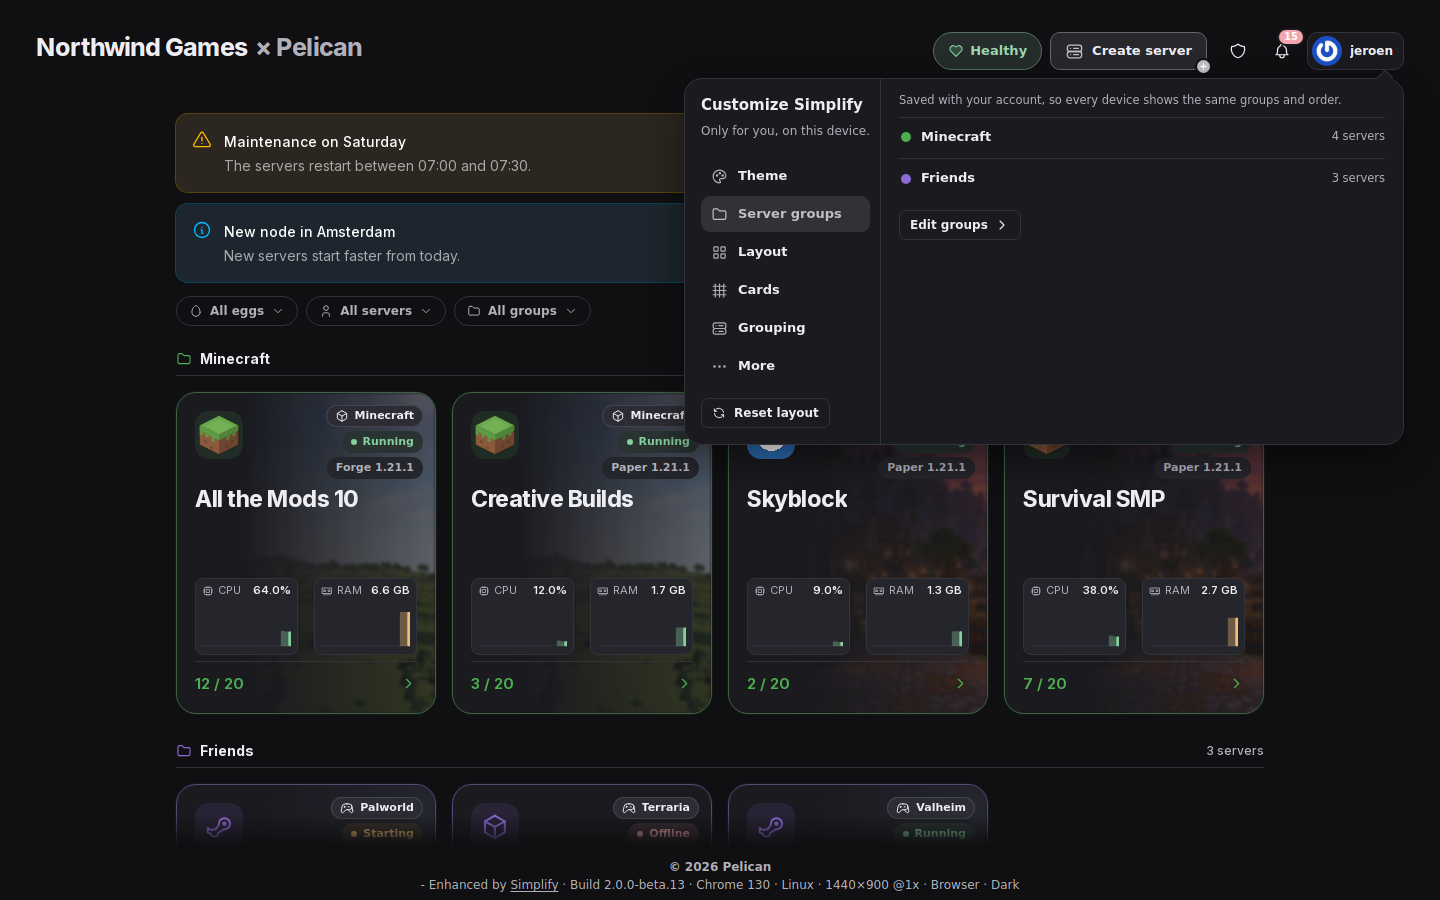 Northwind Games × Pelican
Healthy
Create server
15
jeroen
Maintenance on Saturday
The servers restart between 07:00 and 07:30.
New node in Amsterdam
New servers start faster from today.
Customize Simplify
Only for you, on this device.
Theme
Server groups
Layout
Cards
Grouping
More
Reset layout
Saved with your account, so every device shows the same groups and order.
Minecraft 4 servers
Friends 3 servers
Edit groups
All eggs All servers All groups
Minecraft
Minecraft
Running
Forge 1.21.1
All the Mods 10
CPU 64.0% RAM 6.6 GB
12 / 20
Minecraf
Running
Paper 1.21.1
Creative Builds
CPU 12.0% RAM 1.7 GB
3 / 20
Paper 1.21.1
Skyblock
CPU 9.0% RAM 1.3 GB
2 / 20
Paper 1.21.1
Survival SMP
CPU 38.0% RAM 2.7 GB
7 / 20
Friends 3 servers
Palworld
Starting
Terraria
Offline
Valheim
Running
© 2026 Pelican
- Enhanced by Simplify · Build 2.0.0-beta.13 · Chrome 130 · Linux · 1440×900 @1x · Browser · Dark